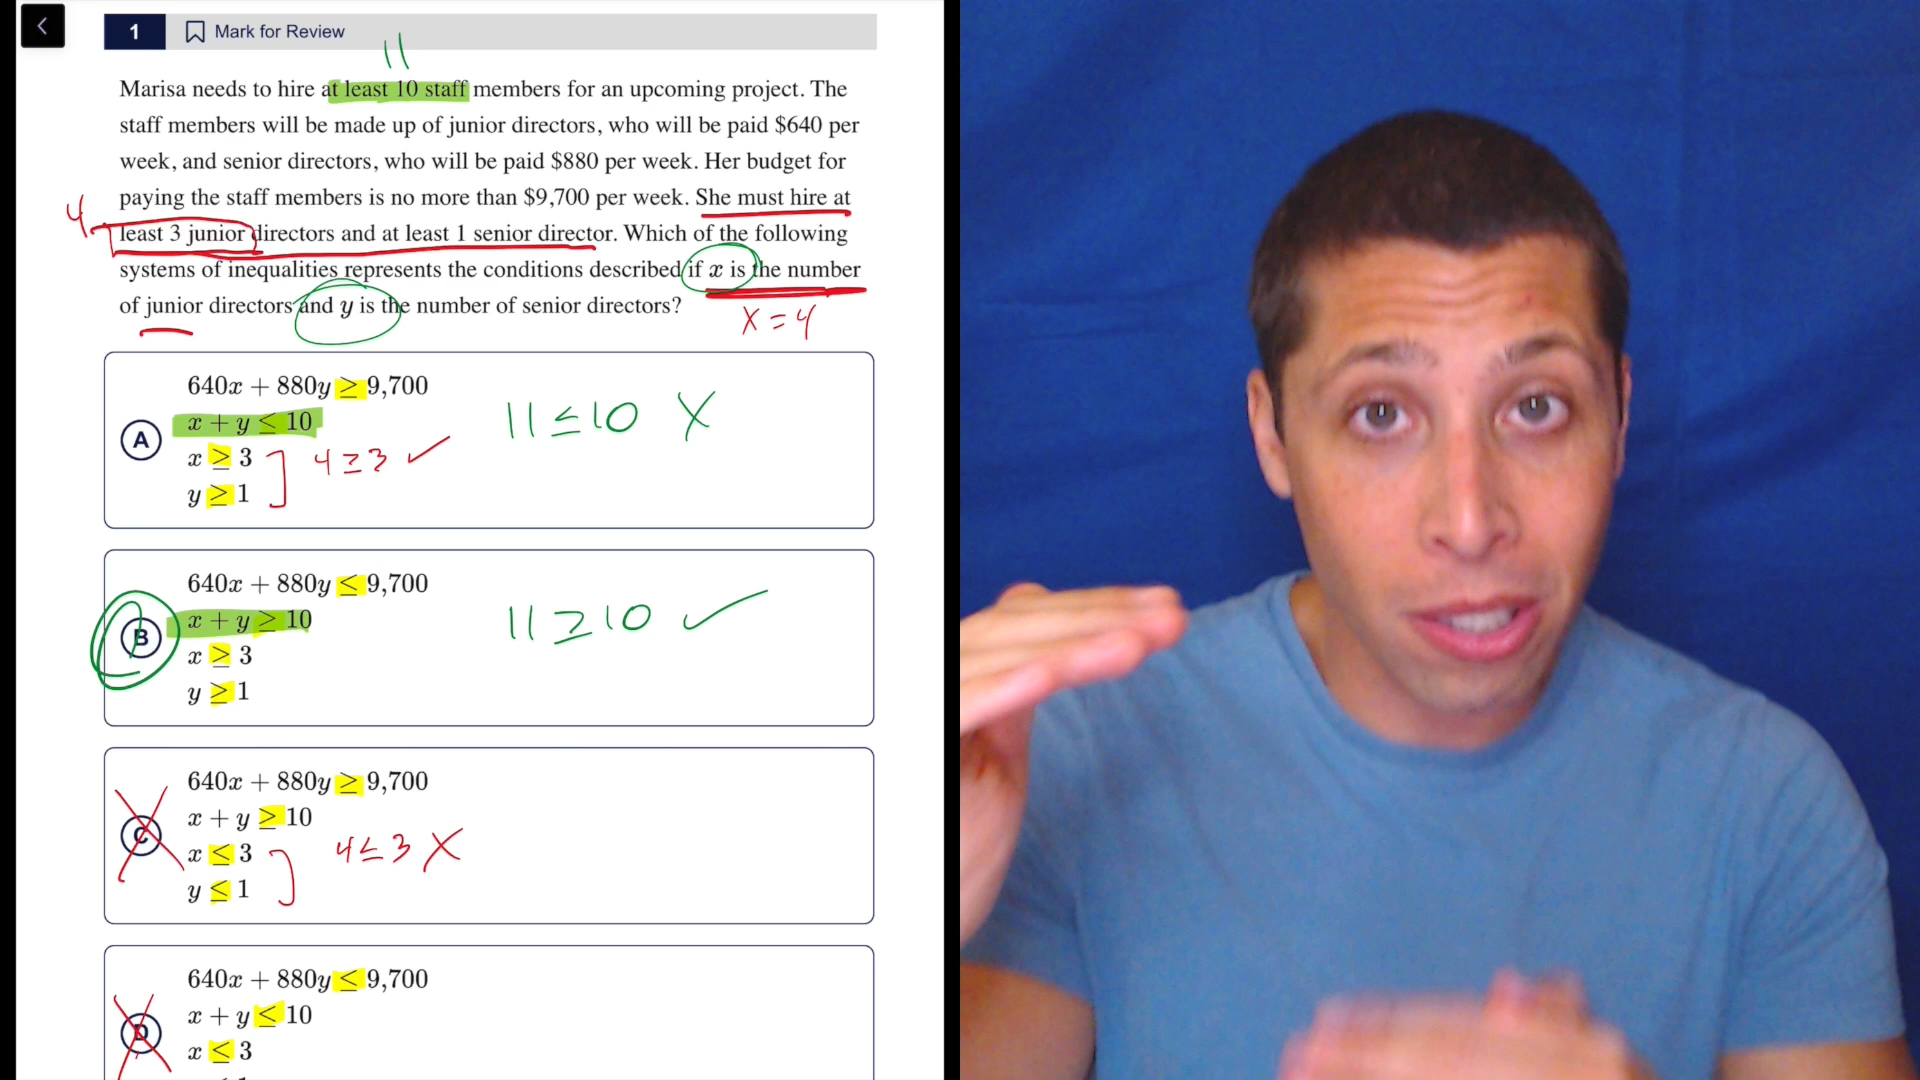 1 Mark for Review
11
Marisa needs to hire at least 10 staff members for an upcoming project. The
staff members will be made up of junior directors, who will be paid $640 per
week, and senior directors, who will be paid $880 per week. Her budget for
paying the staff members is no more than $9,700 per week. She must hire at
4
least 3 junior directors and at least 1 senior director. Which of the following
systems of inequalities represents the conditions described if x is the number
of junior directors and y is the number of senior directors?
x = 4
A
640x + 880y ≥ 9,700
x + y ≤ 10
11 ≤ 10 X
x ≥ 3
4 ≥ 3 ✓
y ≥ 1
B
640x + 880y ≤ 9,700
x + y ≥ 10
11 ≥ 10 ✓
x ≥ 3
y ≥ 1
C
640x + 880y ≥ 9,700
x + y ≥ 10
x ≤ 3
4 ≤ 3 X
y ≤ 1
D
640x + 880y ≤ 9,700
x + y ≤ 10
x ≤ 3